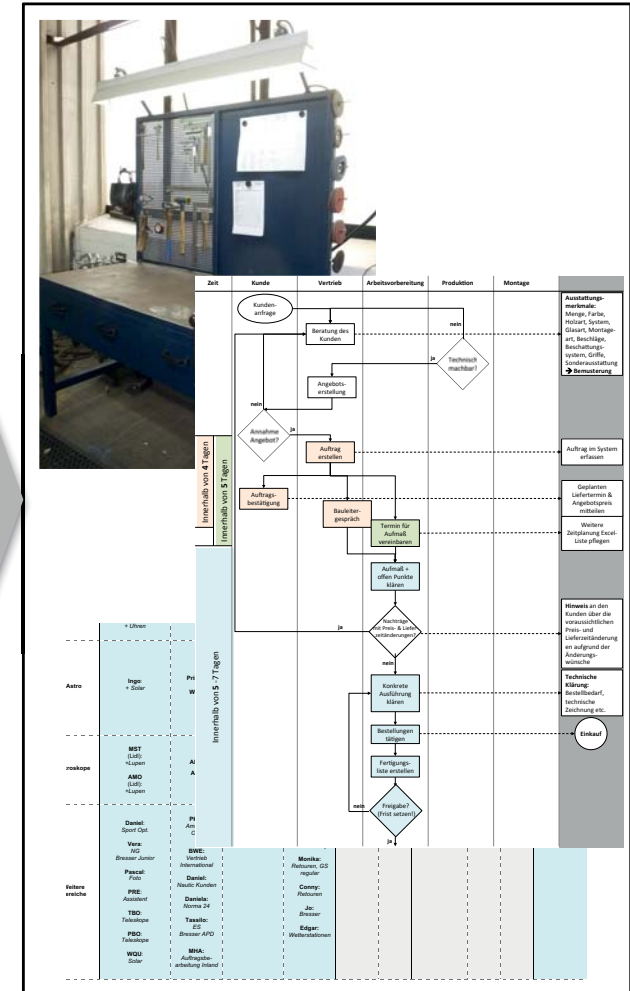 Zeit
Kunde
Vertrieb
Arbeitsvorbereitung
Produktion
Montage
Kunden-
anfrage
nein
Beratung des
Kunden
Ausstattungs-
merkmale:
Menge, Farbe,
Holzart, System,
Glasart, Montage-
art, Beschläge,
Beschattungs-
system, Griffe,
Sonderausstattung
➔ Bemusterung
ja
Technisch
machbar?
Angebots-
erstellung
nein
Annahme
Angebot?
ja
Auftrag
erstellen
Auftrag im System
erfassen
Innerhalb von 4 Tagen
Innerhalb von 5 Tagen
Auftrags-
bestätigung
Geplanten
Liefertermin &
Angebotspreis
mitteilen
Bauleiter-
gespräch
Termin für
Aufmaß
vereinbaren
Weitere
Zeitplanung Excel-
Liste pflegen
Aufmaß +
offen Punkte
klären
Innerhalb von 5 -7 Tagen
ja
Nachträge
mit Preis- & Liefer
zeitänderungen?
Hinweis an den
Kunden über die
voraussichtlichen
Preis- und
Lieferzeitänderung
en aufgrund der
Änderungs-
wünsche
nein
Konkrete
Ausführung
klären
Technische
Klärung:
Bestellbedarf,
technische
Zeichnung etc.
Bestellungen
tätigen
Einkauf
Fertigungs-
liste erstellen
nein
Freigabe?
(Frist setzen!)
ja
+ Uhren
Astro
Ingo:
+ Solar
Pri
W
roskope
MST
(Lidl):
+Lupen
AMO
(Lidl):
+Lupen
Weitere
ereiche
Daniel:
Sport Opt.
Vera:
NG
Bresser Junior
Pascal:
Foto
PRE:
Assistent
TBO:
Teleskope
PBO:
Teleskope
WQU:
Solar
BWE:
Vertrieb
International
Daniel:
Nautic Kunden
Daniela:
Norma 24
Tassilo:
ES
Bresser APD
MHA:
Auftragsbe-
arbeitung Inland
Monika:
Retouren, GS
regular
Conny:
Retouren
Jo:
Bresser
Edgar:
Wetterstationen